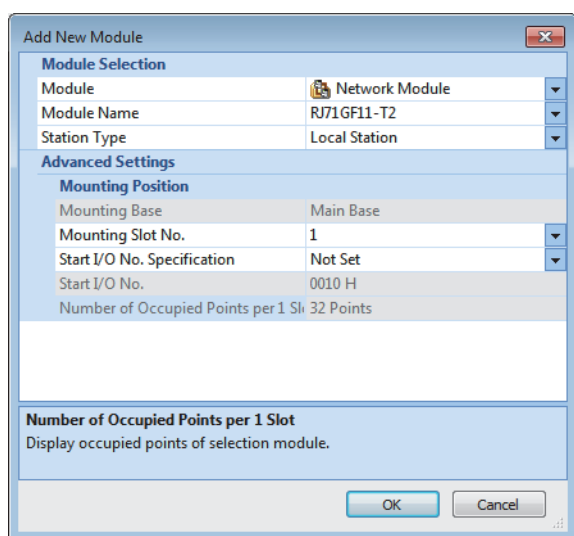 Add New Module
Module Selection
Module Network Module
Module Name RJ71GF11-T2
Station Type Local Station
Advanced Settings
Mounting Position
Mounting Base Main Base
Mounting Slot No. 1
Start I/O No. Specification Not Set
Start I/O No. 0010 H
Number of Occupied Points per 1 Sl 32 Points
Number of Occupied Points per 1 Slot
Display occupied points of selection module.
OK Cancel